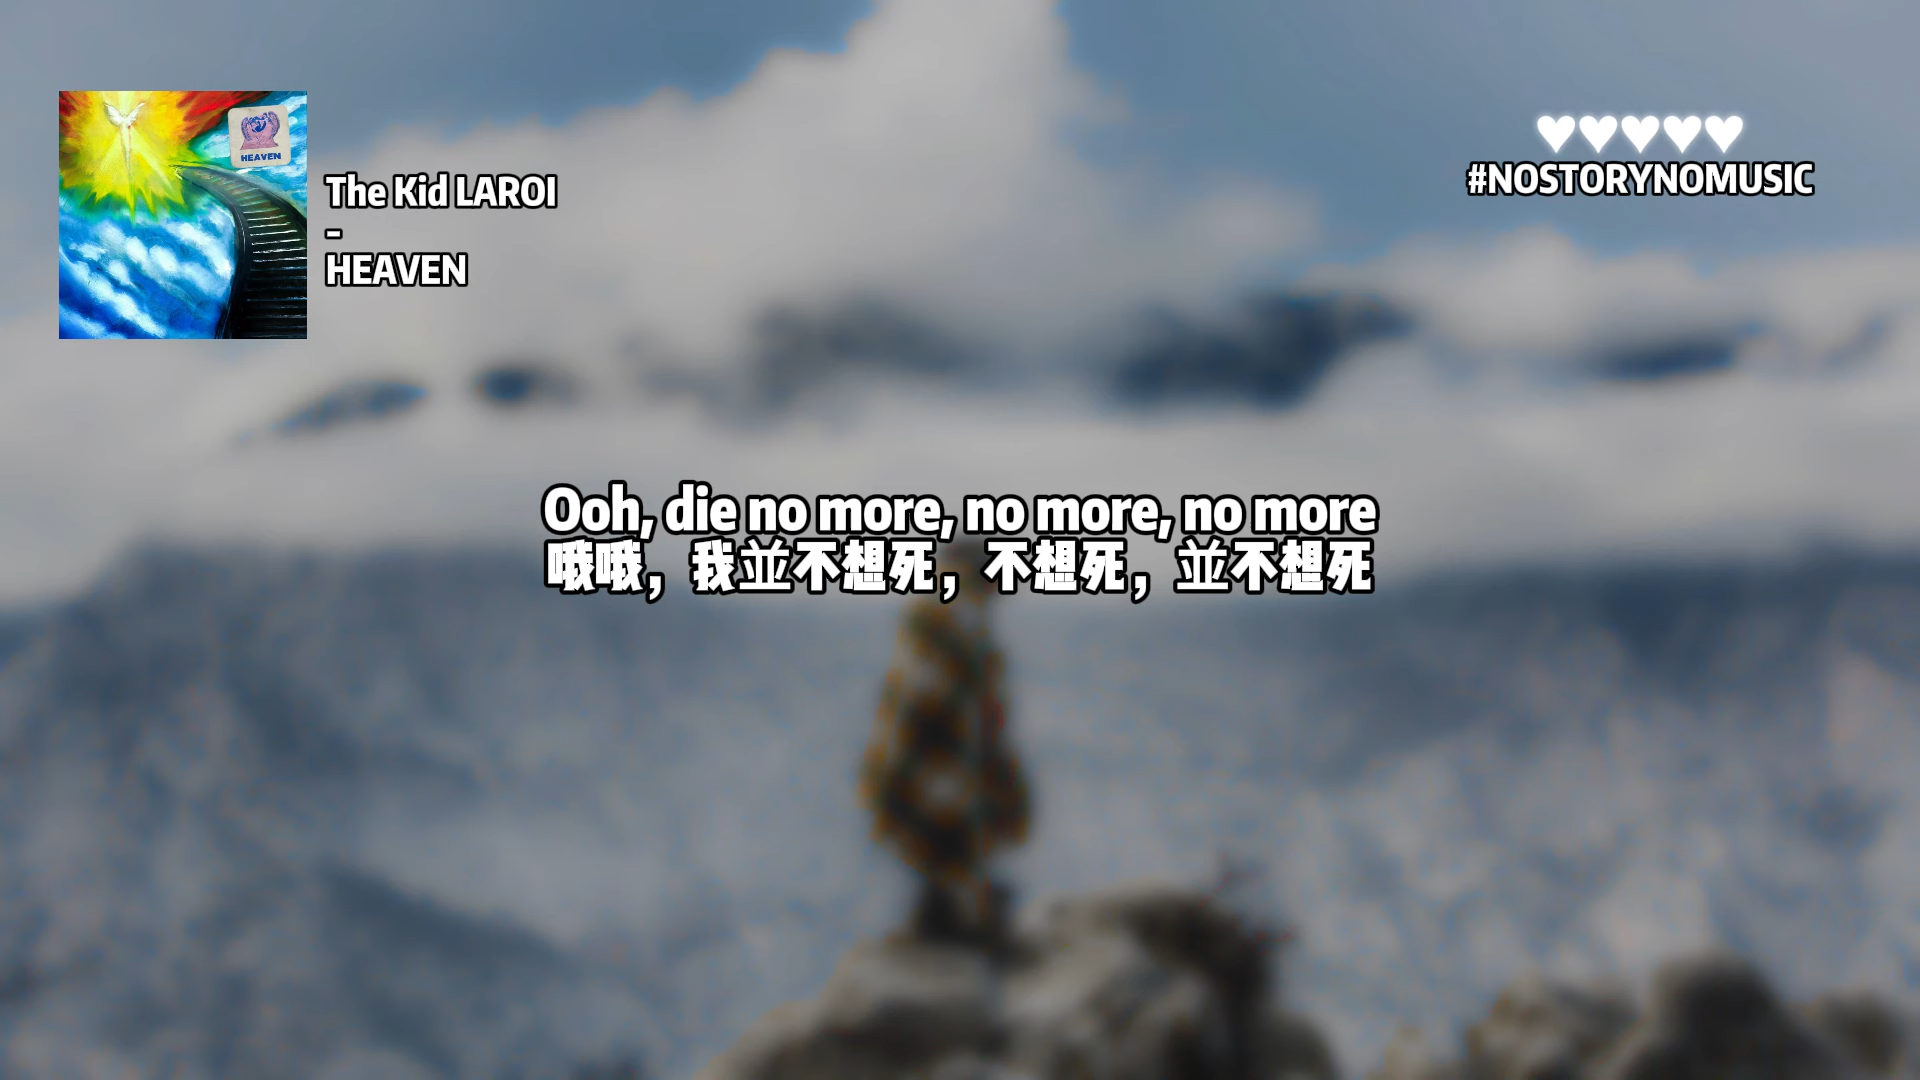 HEAVEN
The Kid LAROI
-
HEAVEN
♥♥♥♥♥
#NOSTORYNOMUSIC
Ooh, die no more, no more, no more
哦哦，我並不想死，不想死，並不想死